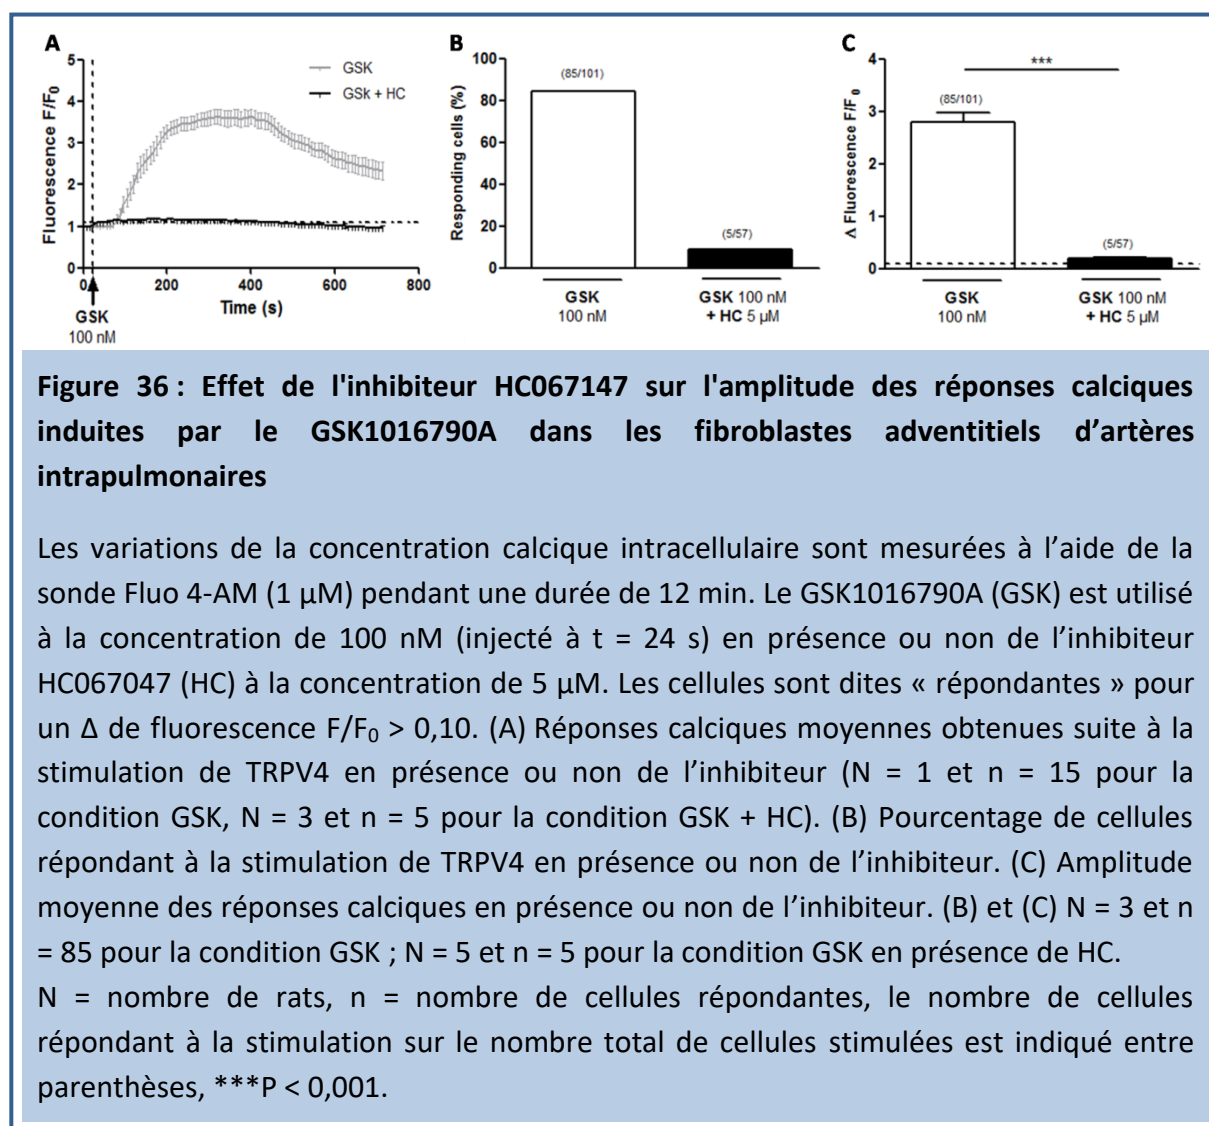 A
5
4
3
2
1
0
Fluorescence F/F0
GSK
GSk + HC
0
200
400
600
800
Time (s)
GSK
100 nM
B
100
80
60
40
20
0
Responding cells (%)
(85/101)
(5/57)
GSK
100 nM
GSK 100 nM
+ HC 5 µM
C
4
3
2
1
0
Δ Fluorescence F/F0
***
(85/101)
(5/57)
GSK
100 nM
GSK 100 nM
+ HC 5 µM
Figure 36 : Effet de l'inhibiteur HC067147 sur l'amplitude des réponses calciques
induites par le GSK1016790A dans les fibroblastes adventitiels d’artères
intrapulmonaires
Les variations de la concentration calcique intracellulaire sont mesurées à l’aide de la
sonde Fluo 4-AM (1 µM) pendant une durée de 12 min. Le GSK1016790A (GSK) est utilisé
à la concentration de 100 nM (injecté à t = 24 s) en présence ou non de l’inhibiteur
HC067047 (HC) à la concentration de 5 µM. Les cellules sont dites « répondantes » pour
un Δ de fluorescence F/F0 > 0,10. (A) Réponses calciques moyennes obtenues suite à la
stimulation de TRPV4 en présence ou non de l’inhibiteur (N = 1 et n = 15 pour la
condition GSK, N = 3 et n = 5 pour la condition GSK + HC). (B) Pourcentage de cellules
répondant à la stimulation de TRPV4 en présence ou non de l’inhibiteur. (C) Amplitude
moyenne des réponses calciques en présence ou non de l’inhibiteur. (B) et (C) N = 3 et n
= 85 pour la condition GSK ; N = 5 et n = 5 pour la condition GSK en présence de HC.
N = nombre de rats, n = nombre de cellules répondantes, le nombre de cellules
répondant à la stimulation sur le nombre total de cellules stimulées est indiqué entre
parenthèses, ***P < 0,001.